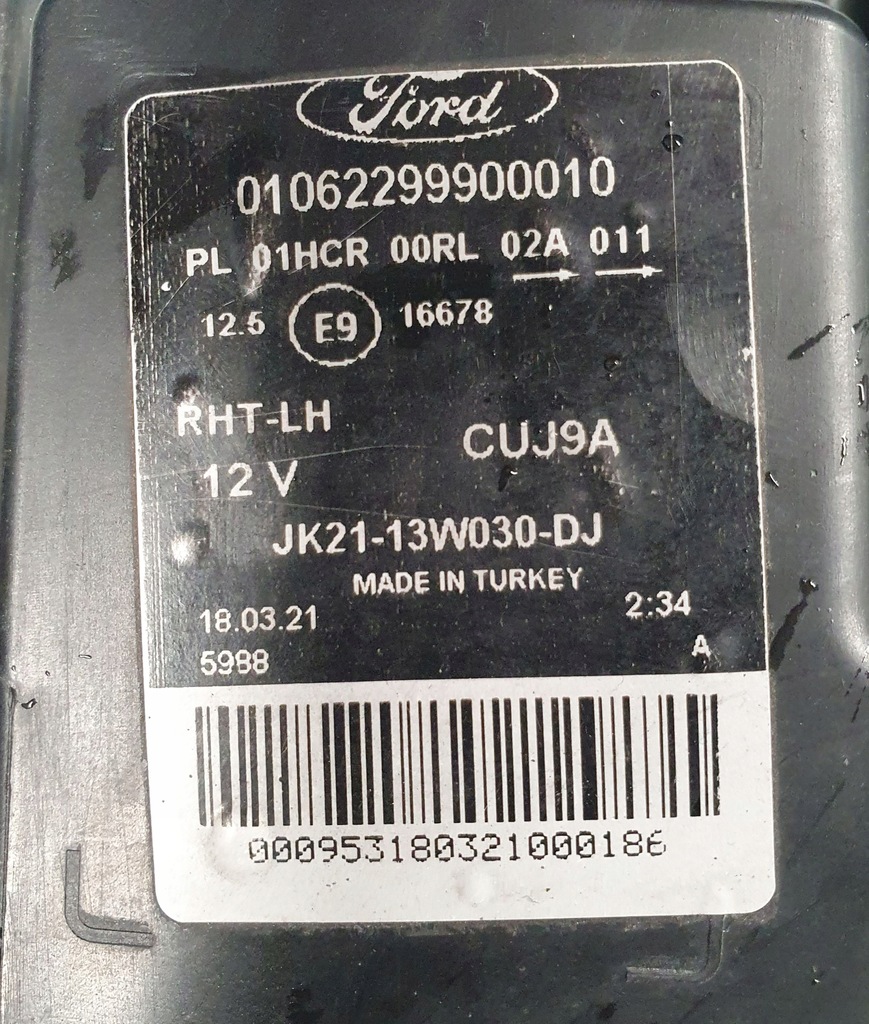 Ford
01062299900010
PL 01HCR 00RL 02A 011
12.5 E9 16678
RHT-LH
CUJ9A
12 V
JK21-13W030-DJ
MADE IN TURKEY
18.03.21 2:34
5988 A
000953180321000186